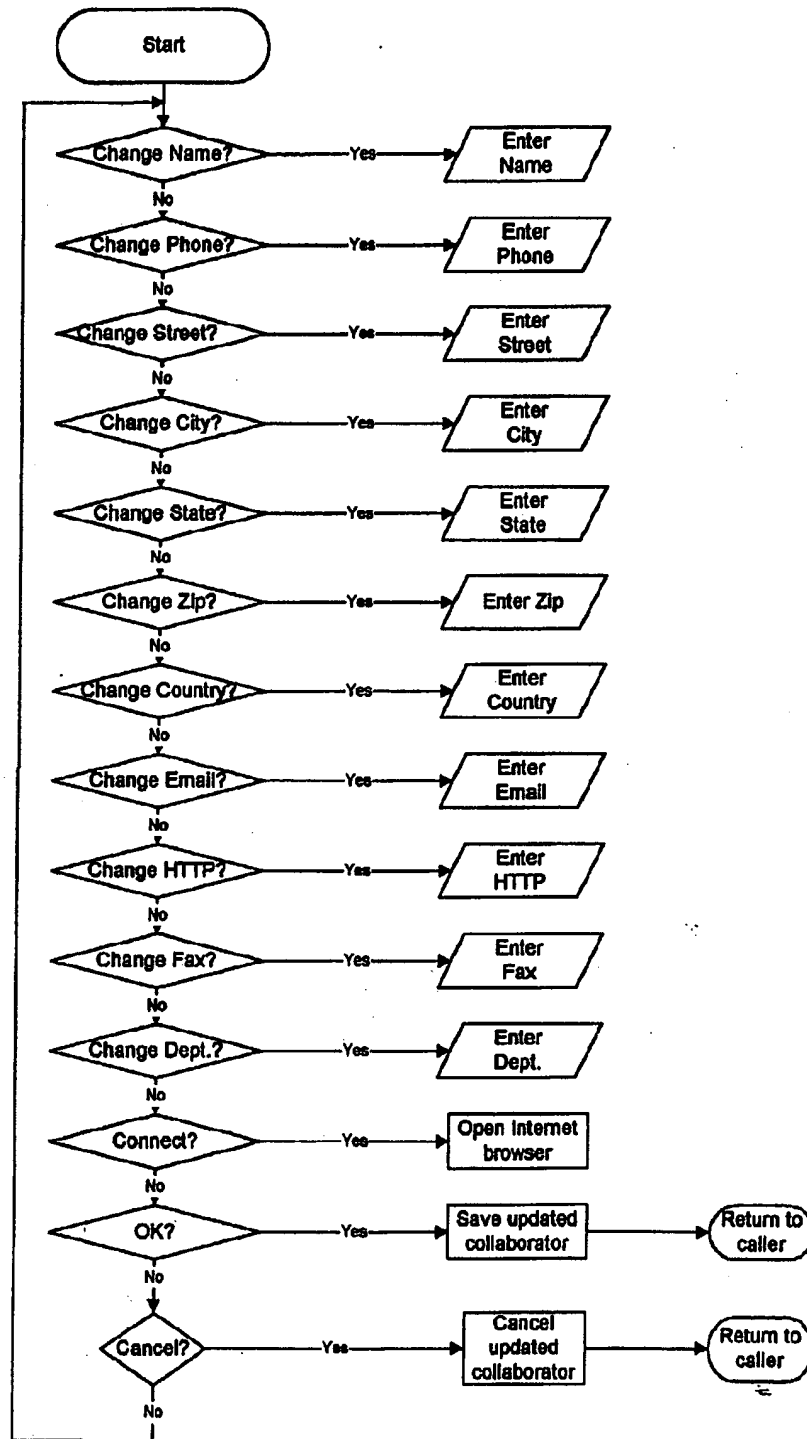 Start
Change Name?
Yes
Enter
Name
No
Change Phone?
Yes
Enter
Phone
No
Change Street?
Yes
Enter
Street
No
Change City?
Yes
Enter
City
No
Change State?
Yes
Enter
State
No
Change Zip?
Yes
Enter Zip
No
Change Country?
Yes
Enter
Country
No
Change Email?
Yes
Enter
Email
No
Change HTTP?
Yes
Enter
HTTP
No
Change Fax?
Yes
Enter
Fax
No
Change Dept.?
Yes
Enter
Dept.
No
Connect?
Yes
Open Internet
browser
No
OK?
Yes
Save updated
collaborator
Return to
caller
No
Cancel?
Yes
Cancel
updated
collaborator
Return to
caller
No